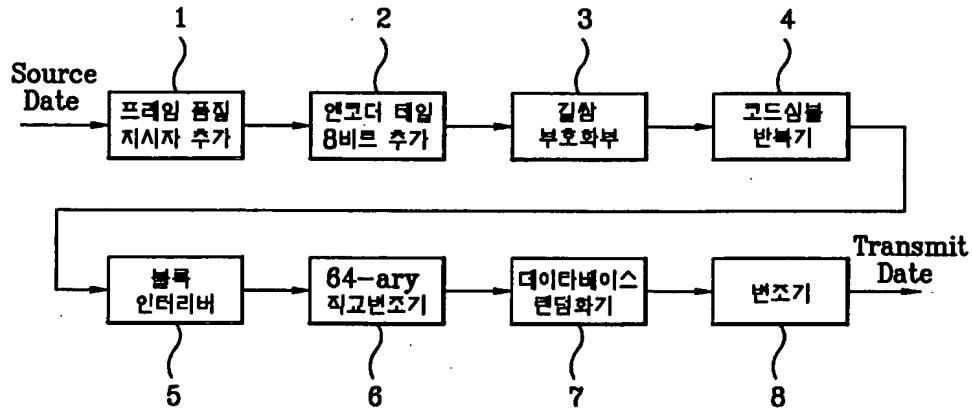 1
2
3
4
Source
Date
프레임 품질
지시자 추가
엔코더 테일
8비트 추가
길쌈
부호화부
코드심볼
반복기
블록
인터리버
64-ary
직교변조기
데이타베이스
랜덤화기
변조기
Transmit
Date
5
6
7
8